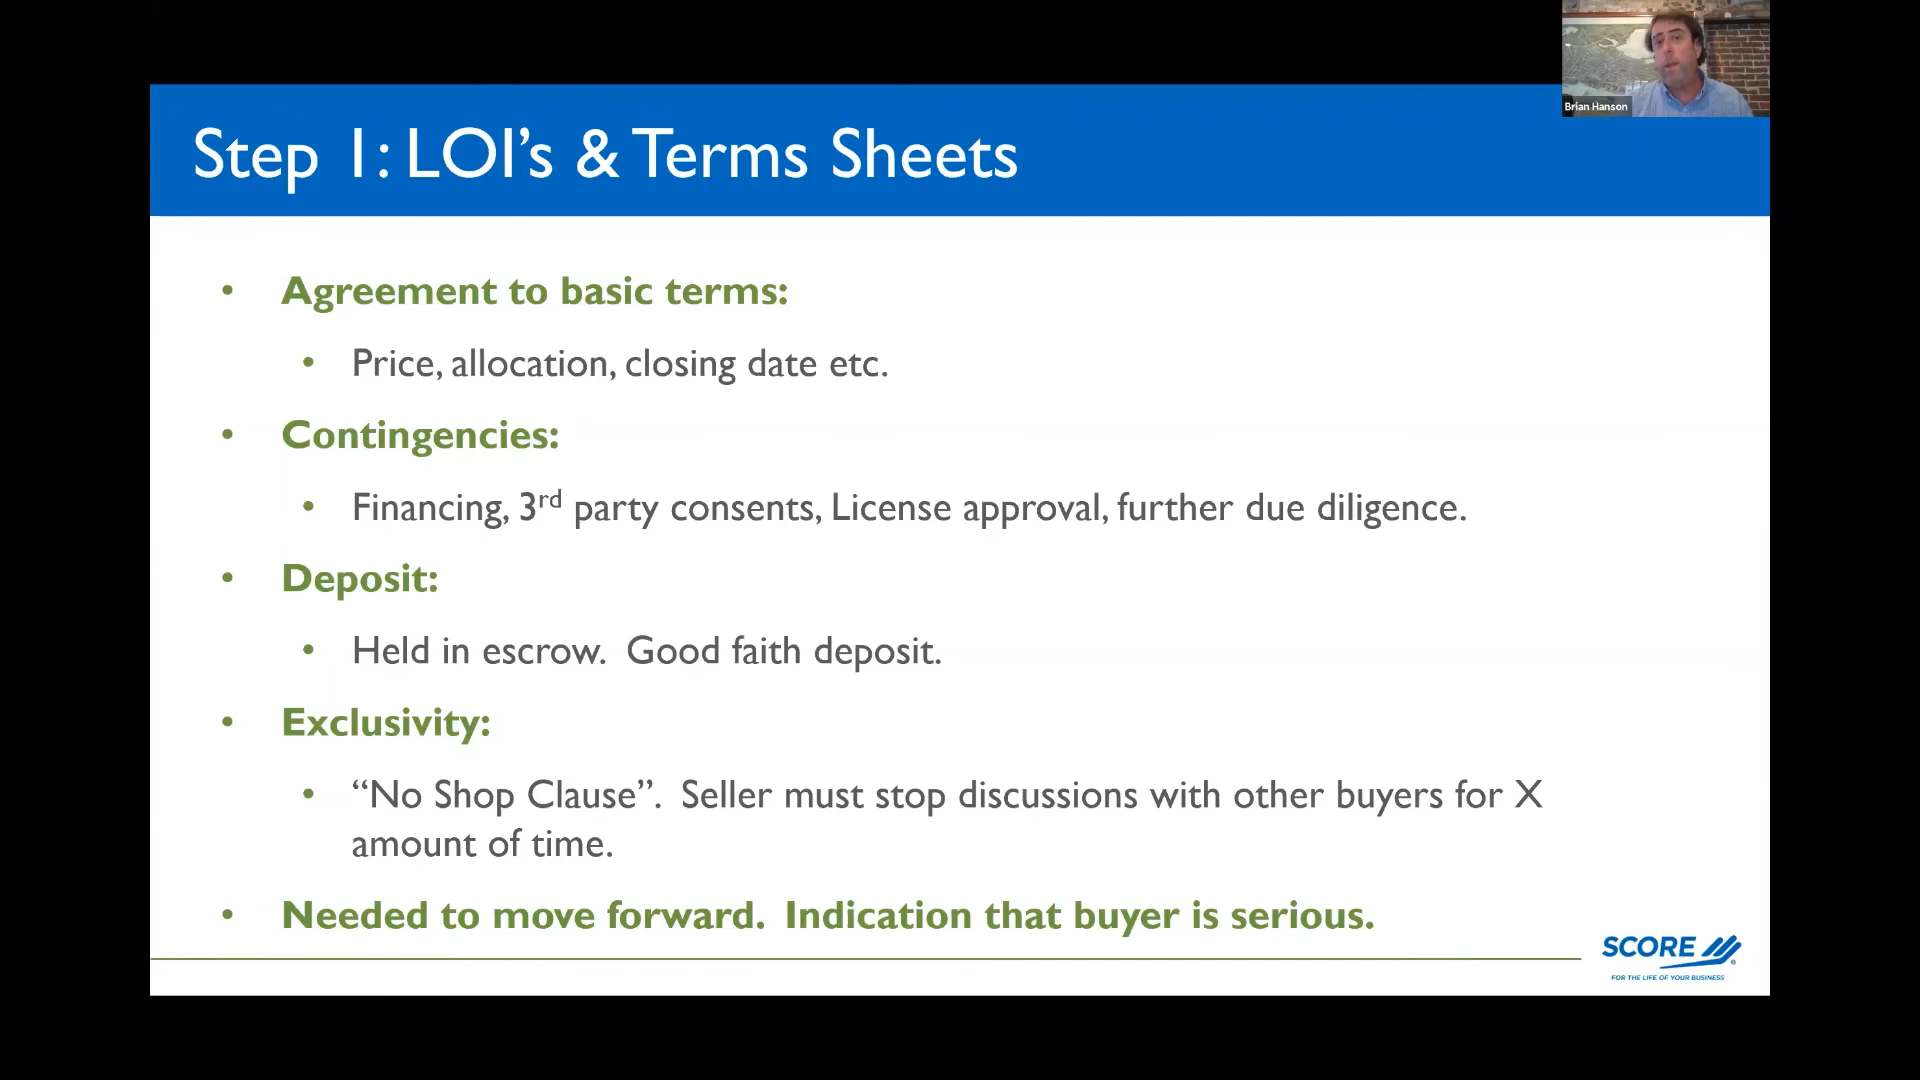 Brian Hanson
Step 1: LOI’s & Terms Sheets
• Agreement to basic terms:
• Price, allocation, closing date etc.
• Contingencies:
• Financing, 3rd party consents, License approval, further due diligence.
• Deposit:
• Held in escrow.  Good faith deposit.
• Exclusivity:
• “No Shop Clause”.  Seller must stop discussions with other buyers for X
amount of time.
• Needed to move forward.  Indication that buyer is serious.
SCORE
FOR THE LIFE OF YOUR BUSINESS